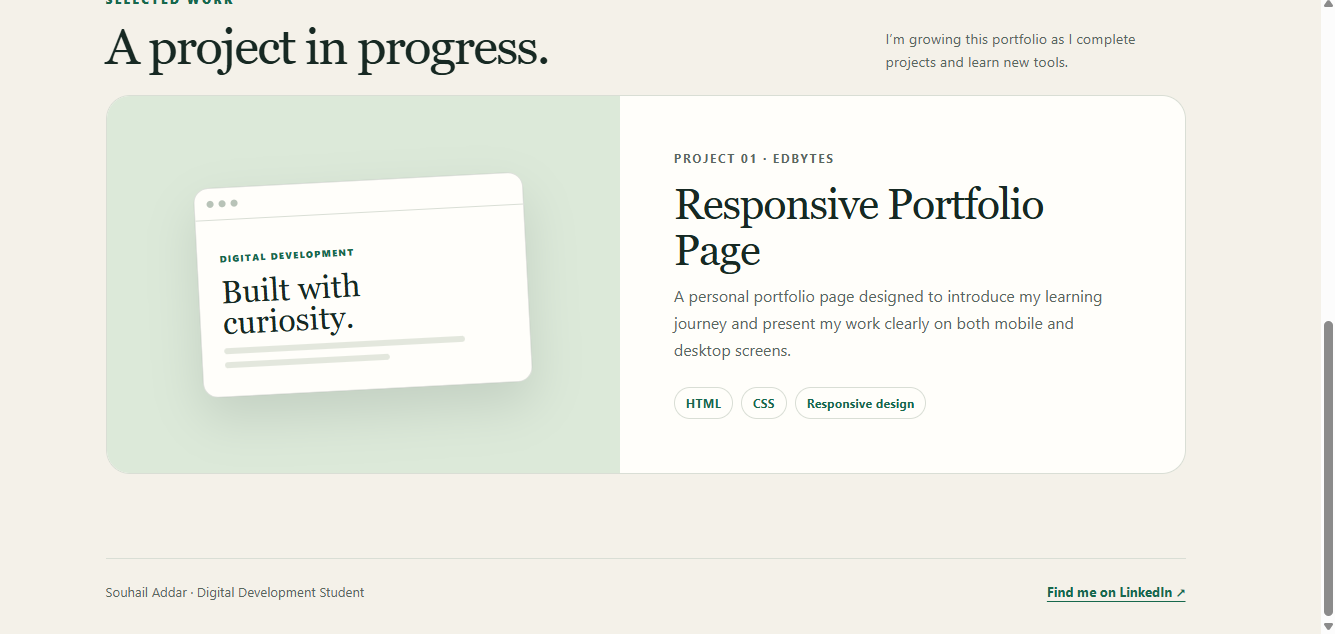 SELECTED WORK
A project in progress.
I'm growing this portfolio as I complete
projects and learn new tools.
DIGITAL DEVELOPMENT
Built with
curiosity.
PROJECT 01 · EDBYTES
Responsive Portfolio
Page
A personal portfolio page designed to introduce my learning
journey and present my work clearly on both mobile and
desktop screens.
HTML
CSS
Responsive design
Souhail Addar · Digital Development Student
Find me on LinkedIn ↗